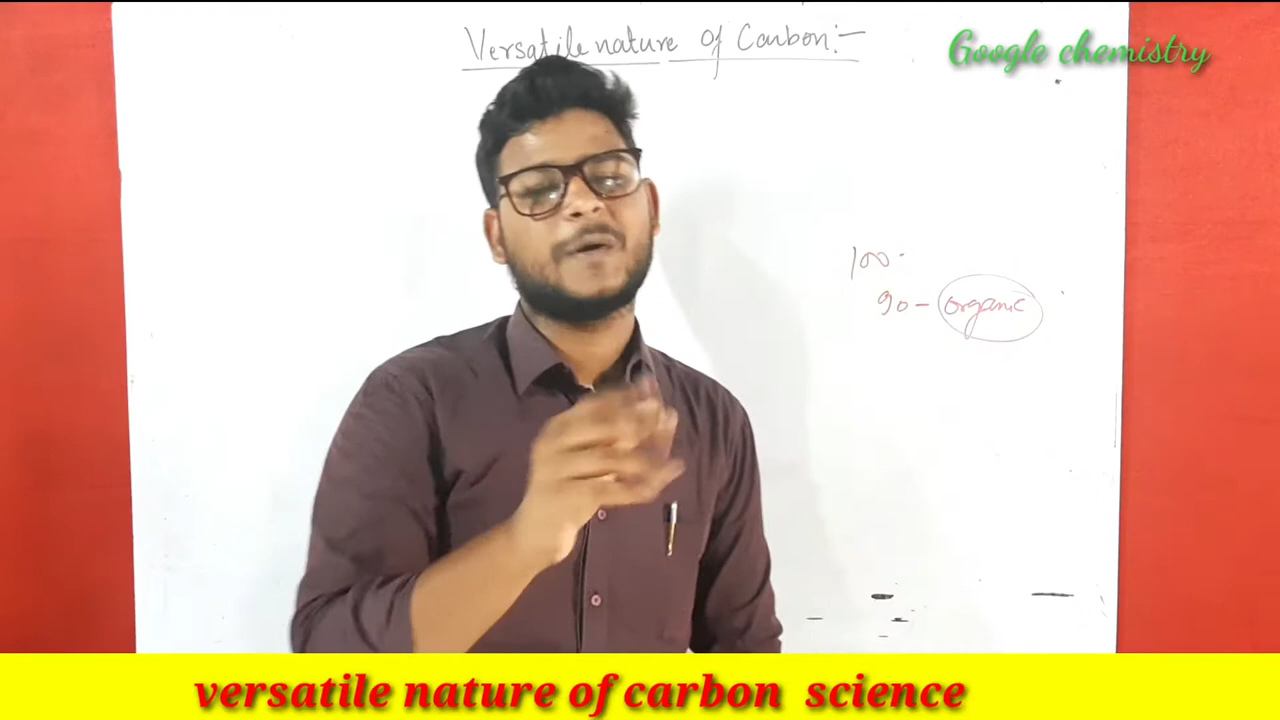 Versatile nature of Carbon:-
Google chemistry
100
90- organic
versatile nature of carbon science